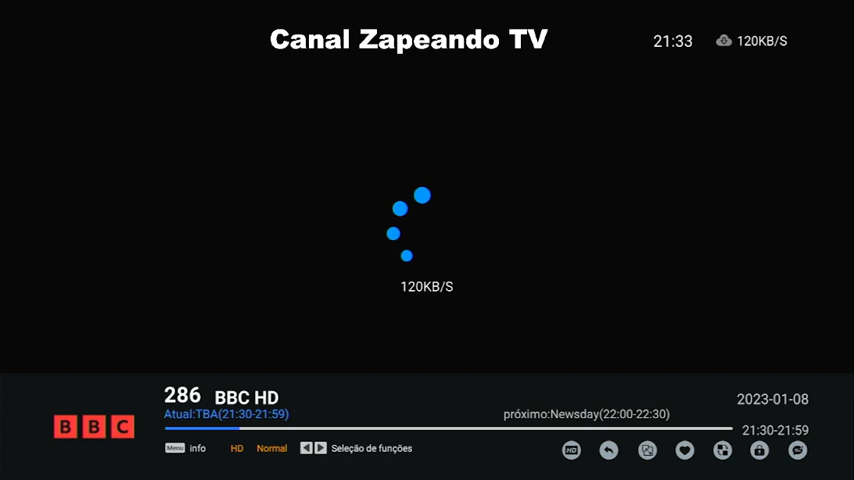 Canal Zapeando TV
21:33
120KB/S
120KB/S
286 BBC HD
2023-01-08
Atual:TBA(21:30-21:59)
próximo:Newsday(22:00-22:30)
BBC
21:30-21:59
Menu info HD Normal Seleção de funções
HD